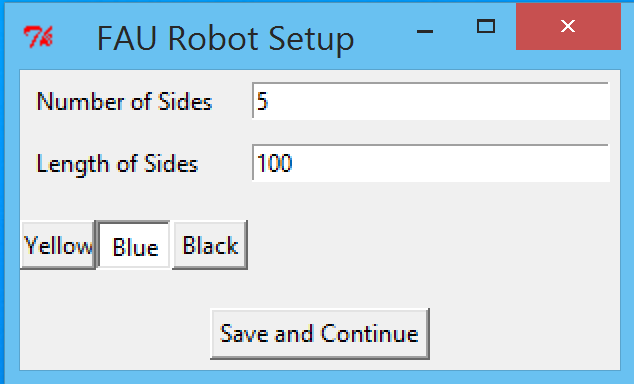 FAU Robot Setup
Number of Sides 5
Length of Sides 100
Yellow Blue Black
Save and Continue